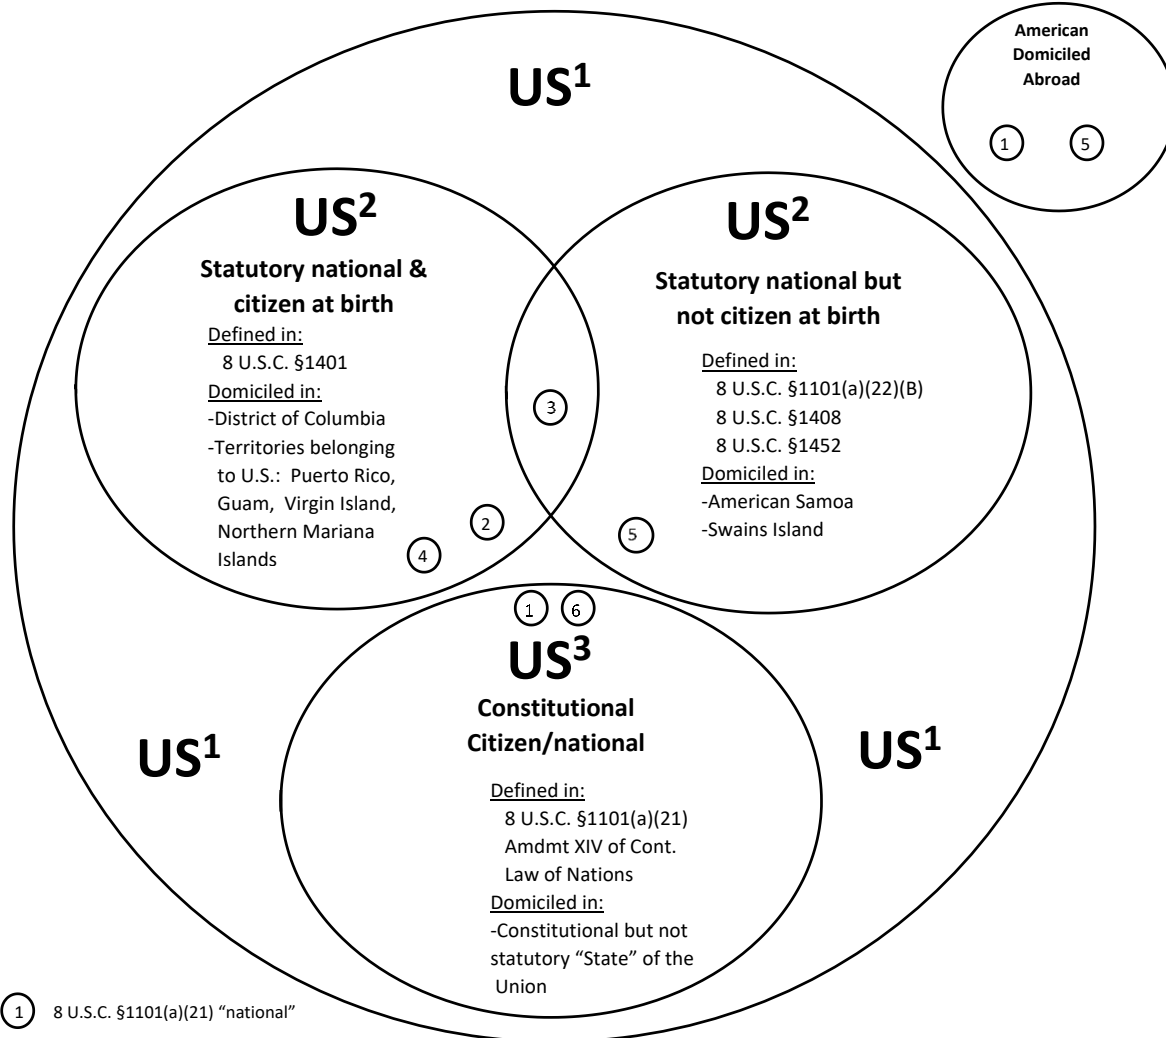 US¹
American
Domiciled
Abroad
1 5
US²
Statutory national &
citizen at birth
Defined in:
8 U.S.C. §1401
Domiciled in:
-District of Columbia
-Territories belonging
to U.S.: Puerto Rico,
Guam, Virgin Island,
Northern Mariana
Islands
2
4
3
US²
Statutory national but
not citizen at birth
Defined in:
8 U.S.C. §1101(a)(22)(B)
8 U.S.C. §1408
8 U.S.C. §1452
Domiciled in:
-American Samoa
-Swains Island
5
1 6
US³
Constitutional
Citizen/national
Defined in:
8 U.S.C. §1101(a)(21)
Amdmt XIV of Cont.
Law of Nations
Domiciled in:
-Constitutional but not
statutory “State” of the
Union
US¹
US¹
1 8 U.S.C. §1101(a)(21) “national”